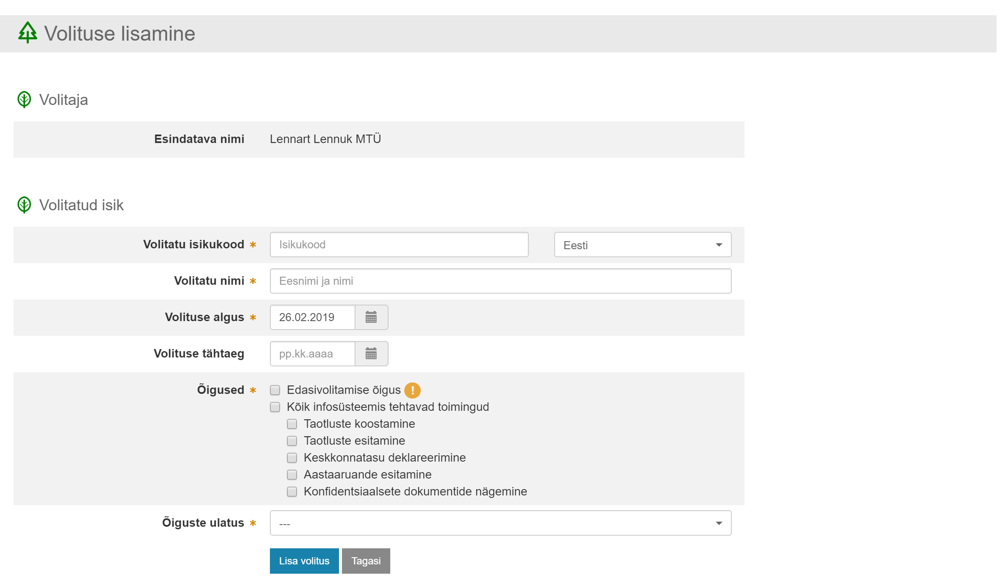 Volituse lisamine
Volitaja
Esindatava nimi Lennart Lennuk MTÜ
Volitatud isik
Volitatu isikukood * Isikukood Eesti
Volitatu nimi * Eesnimi ja nimi
Volituse algus * 26.02.2019
Volituse tähtaeg pp.kk.aaaa
Õigused * Edasivolitamise õigus !
Kõik infosüsteemis tehtavad toimingud
Taotluste koostamine
Taotluste esitamine
Keskkonnatasu deklareerimine
Aastaaruande esitamine
Konfidentsiaalsete dokumentide nägemine
Õiguste ulatus * ---
Lisa volitus Tagasi